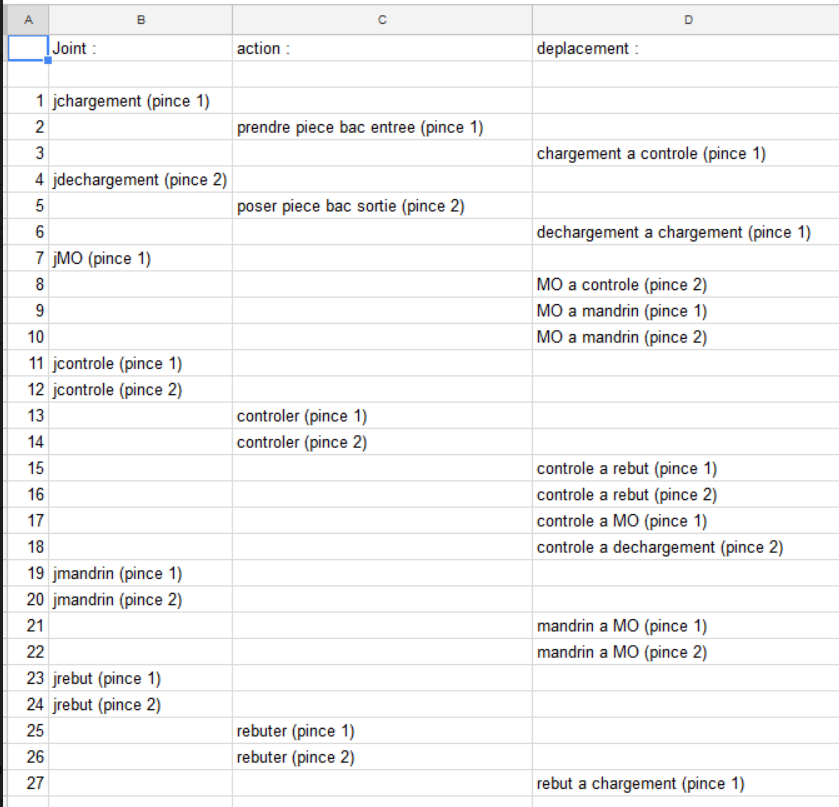 A B C D
Joint : action : deplacement :
1 jchargement (pince 1)
2 prendre piece bac entree (pince 1)
3 chargement a controle (pince 1)
4 jdechargement (pince 2)
5 poser piece bac sortie (pince 2)
6 dechargement a chargement (pince 1)
7 jMO (pince 1)
8 MO a controle (pince 2)
9 MO a mandrin (pince 1)
10 MO a mandrin (pince 2)
11 jcontrole (pince 1)
12 jcontrole (pince 2)
13 controler (pince 1)
14 controler (pince 2)
15 controle a rebut (pince 1)
16 controle a rebut (pince 2)
17 controle a MO (pince 1)
18 controle a dechargement (pince 2)
19 jmandrin (pince 1)
20 jmandrin (pince 2)
21 mandrin a MO (pince 1)
22 mandrin a MO (pince 2)
23 jrebut (pince 1)
24 jrebut (pince 2)
25 rebuter (pince 1)
26 rebuter (pince 2)
27 rebut a chargement (pince 1)